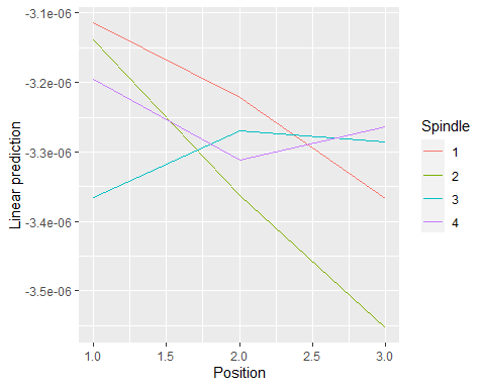 -3.1e-06
-3.2e-06
-3.3e-06
-3.4e-06
-3.5e-06
Linear prediction
1.0 1.5 2.0 2.5 3.0
Position
Spindle
1
2
3
4